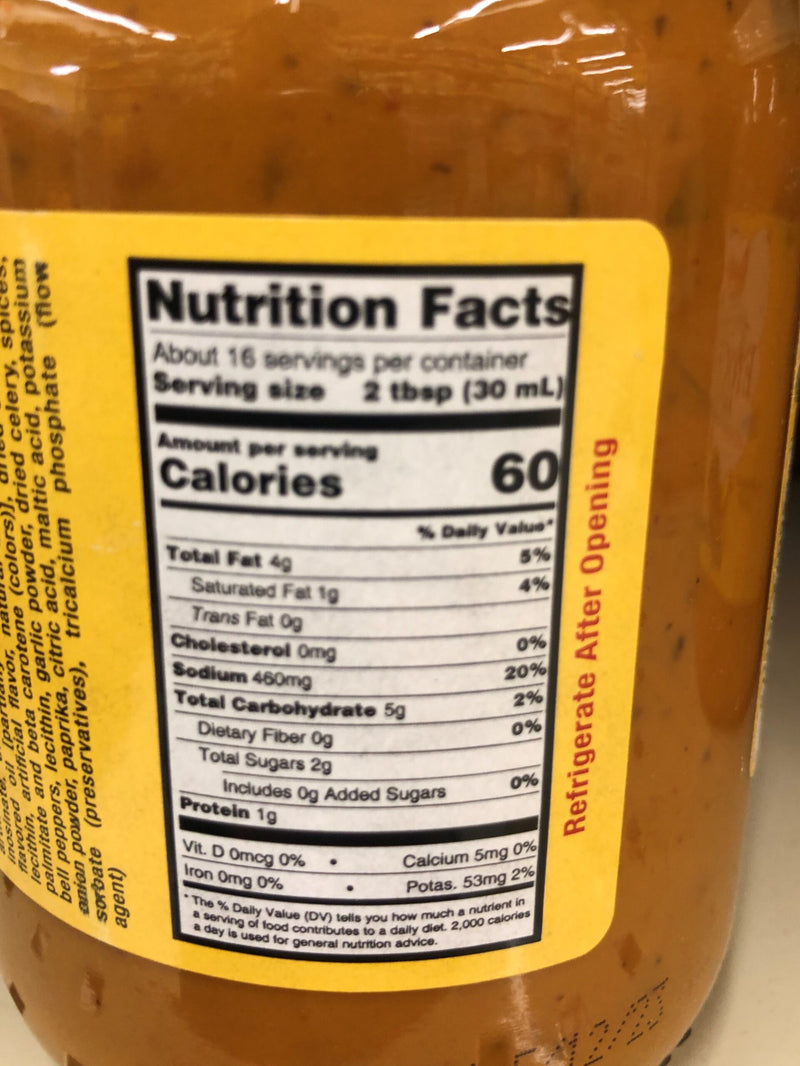 Nutrition Facts
About 16 servings per container
Serving size 2 tbsp (30 mL)
Amount per serving
Calories 60
% Daily Value*
Total Fat 4g 5%
Saturated Fat 1g 4%
Trans Fat 0g
Cholesterol 0mg 0%
Sodium 460mg 20%
Total Carbohydrate 5g 2%
Dietary Fiber 0g 0%
Total Sugars 2g
Includes 0g Added Sugars 0%
Protein 1g
Vit. D 0mcg 0% • Calcium 5mg 0%
Iron 0mg 0% • Potas. 53mg 2%
* The % Daily Value (DV) tells you how much a nutrient in
a serving of food contributes to a daily diet. 2,000 calories
a day is used for general nutrition advice.
Refrigerate After Opening
flavored oil (partially
lecithin, artificial flavor, natural
palmitate and beta carotene (colors)], dried
bell peppers, lecithin, garlic powder, dried celery, spices,
onion powder, paprika, citric acid, maltic acid, potassium
sorbate (preservatives), tricalcium phosphate (flow
agent)